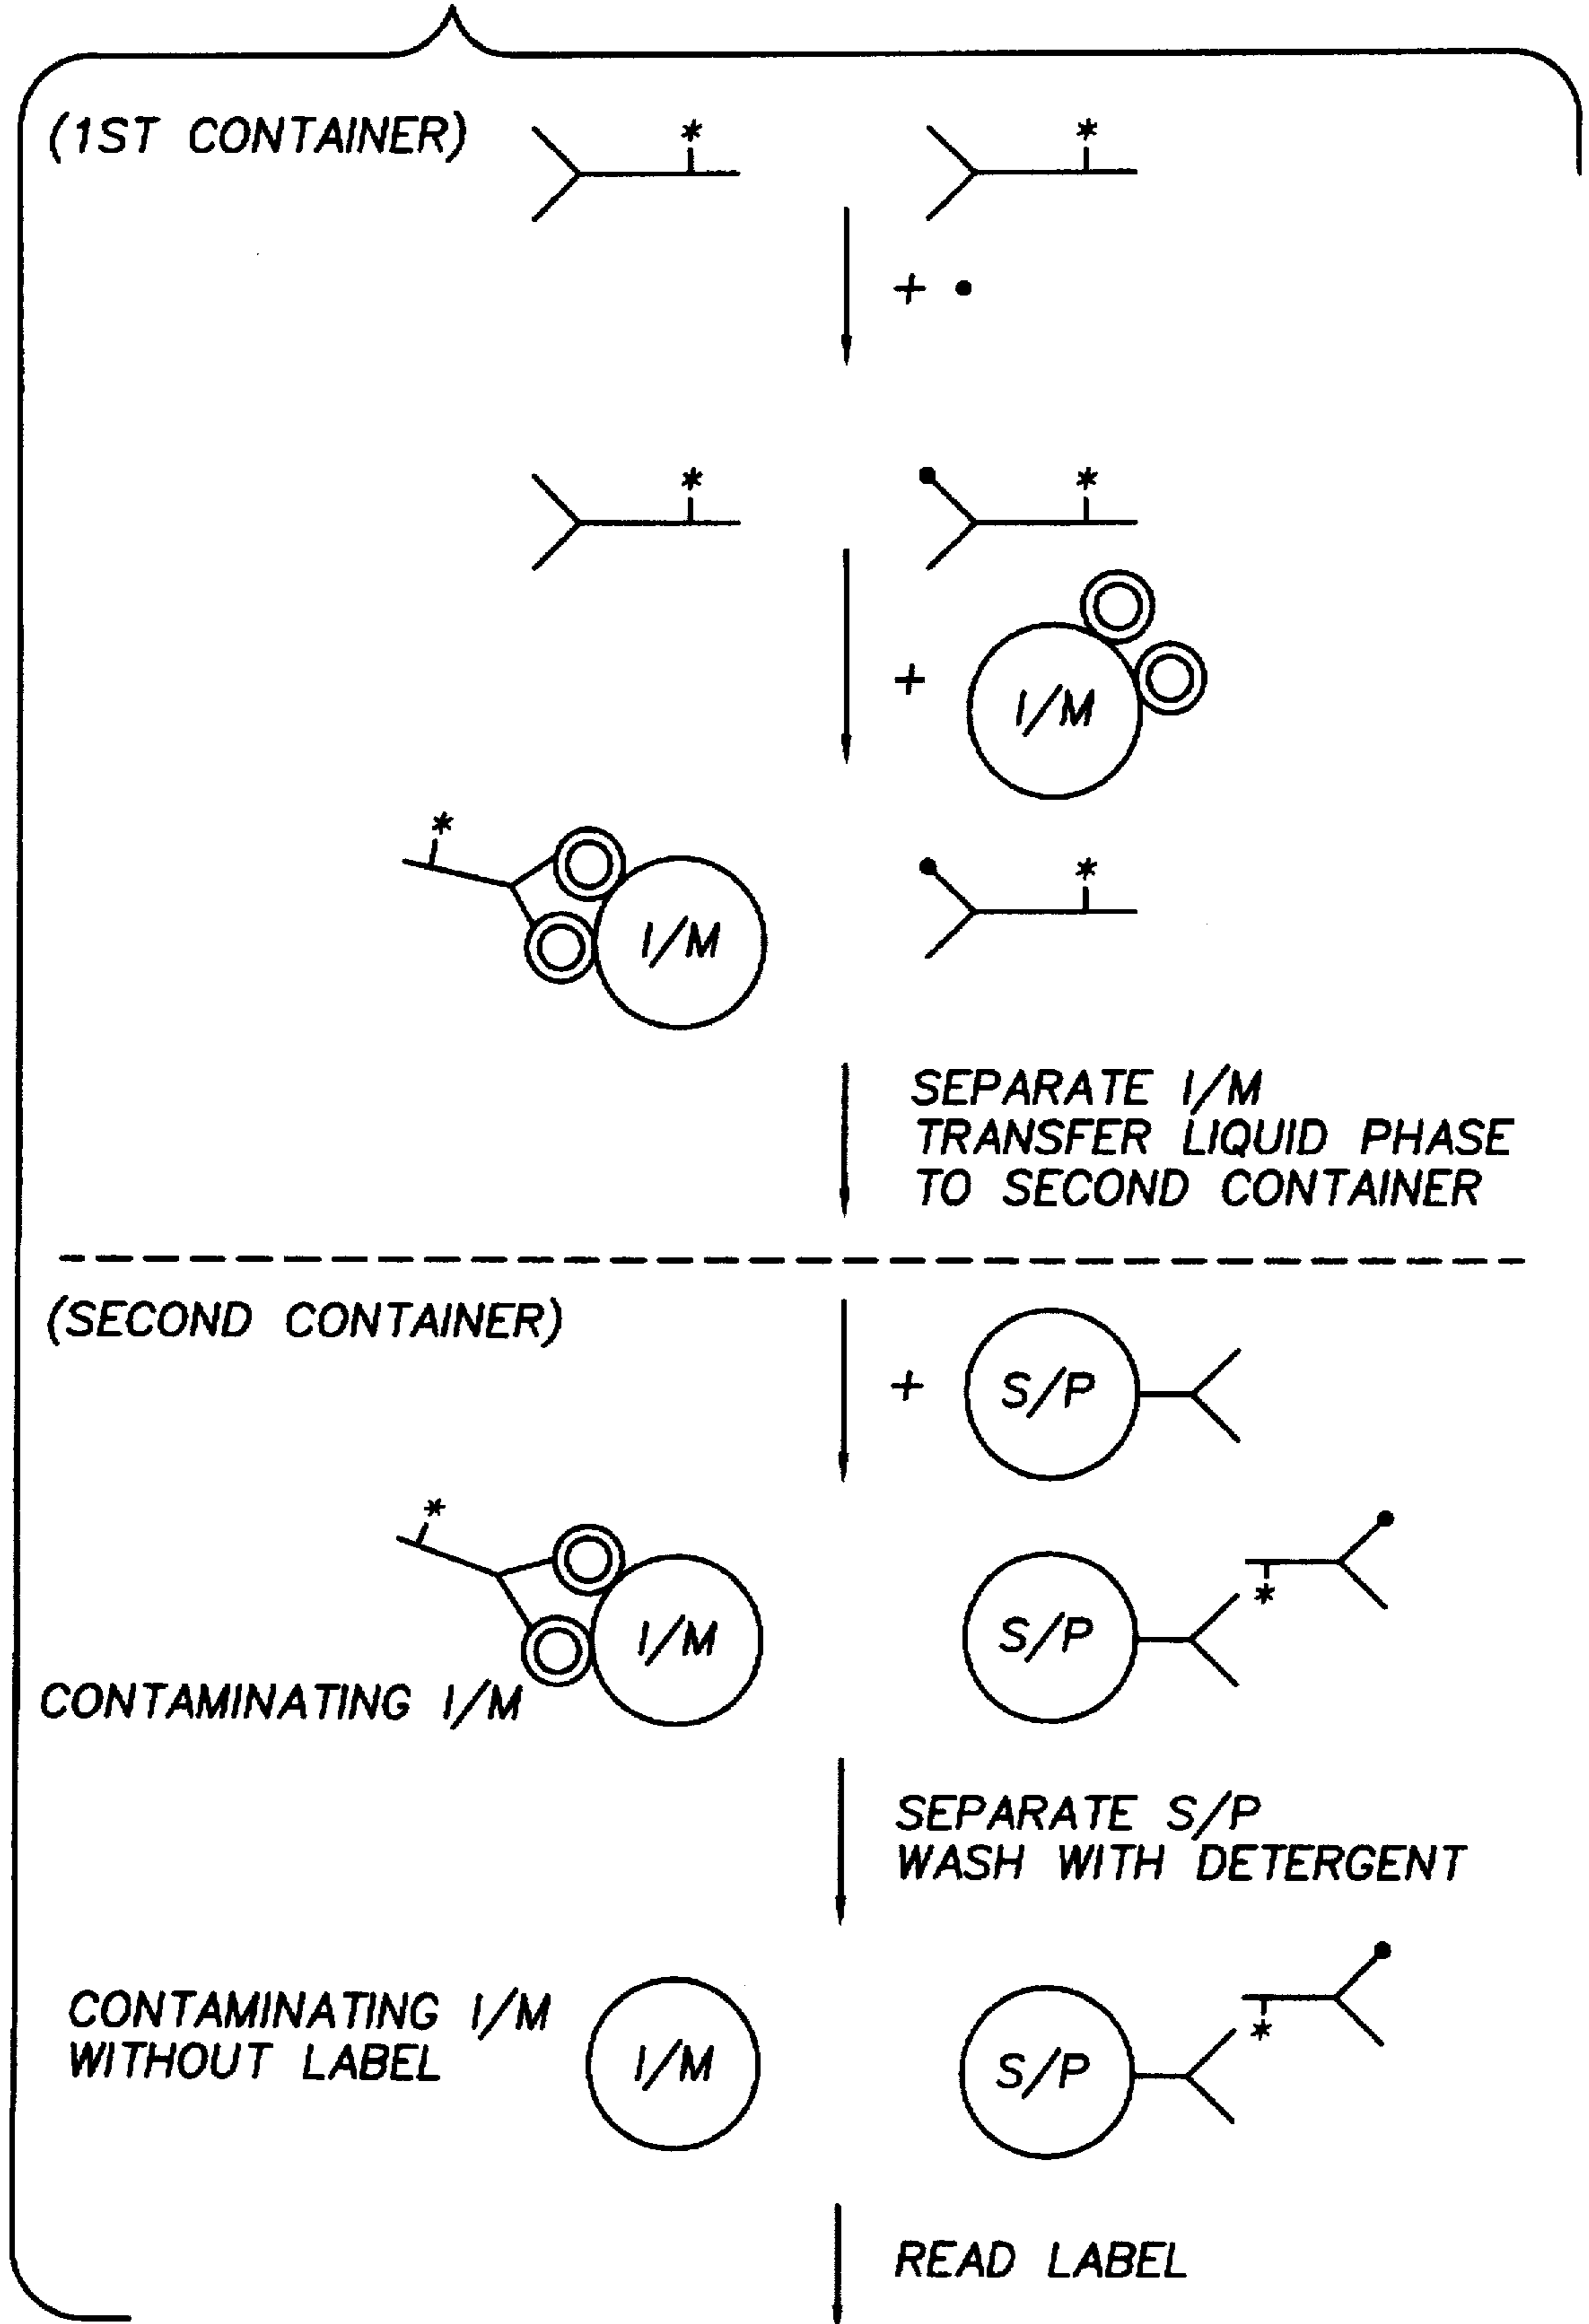 (1ST CONTAINER)
*
*
+ •
*
*
+
I/M
*
I/M
*
SEPARATE I/M
TRANSFER LIQUID PHASE
TO SECOND CONTAINER
(SECOND CONTAINER)
+
S/P
*
I/M
S/P
*
CONTAMINATING I/M
SEPARATE S/P
WASH WITH DETERGENT
CONTAMINATING I/M
WITHOUT LABEL
I/M
S/P
*
READ LABEL